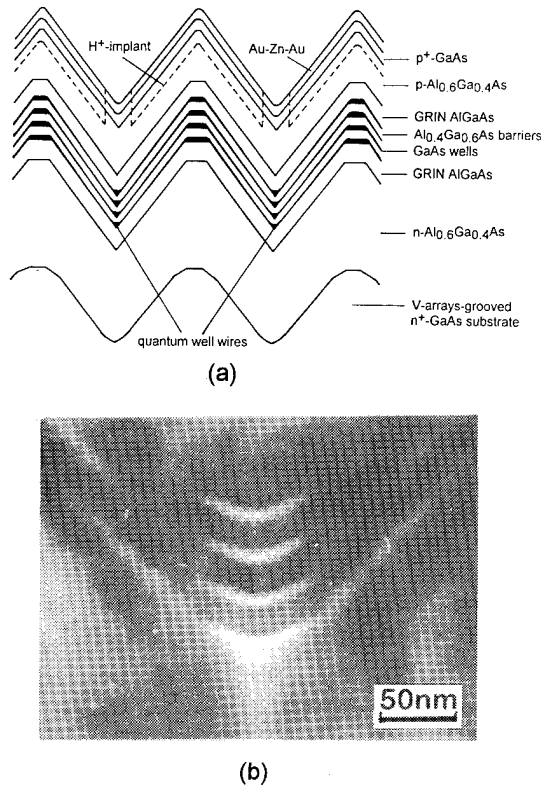 H⁺-implant
Au-Zn-Au
p⁺-GaAs
p-Al₀.₆Ga₀.₄As
GRIN AlGaAs
Al₀.₄Ga₀.₆As barriers
GaAs wells
GRIN AlGaAs
n-Al₀.₆Ga₀.₄As
V-arrays-grooved
n⁺-GaAs substrate
quantum well wires
(a)
50nm
(b)